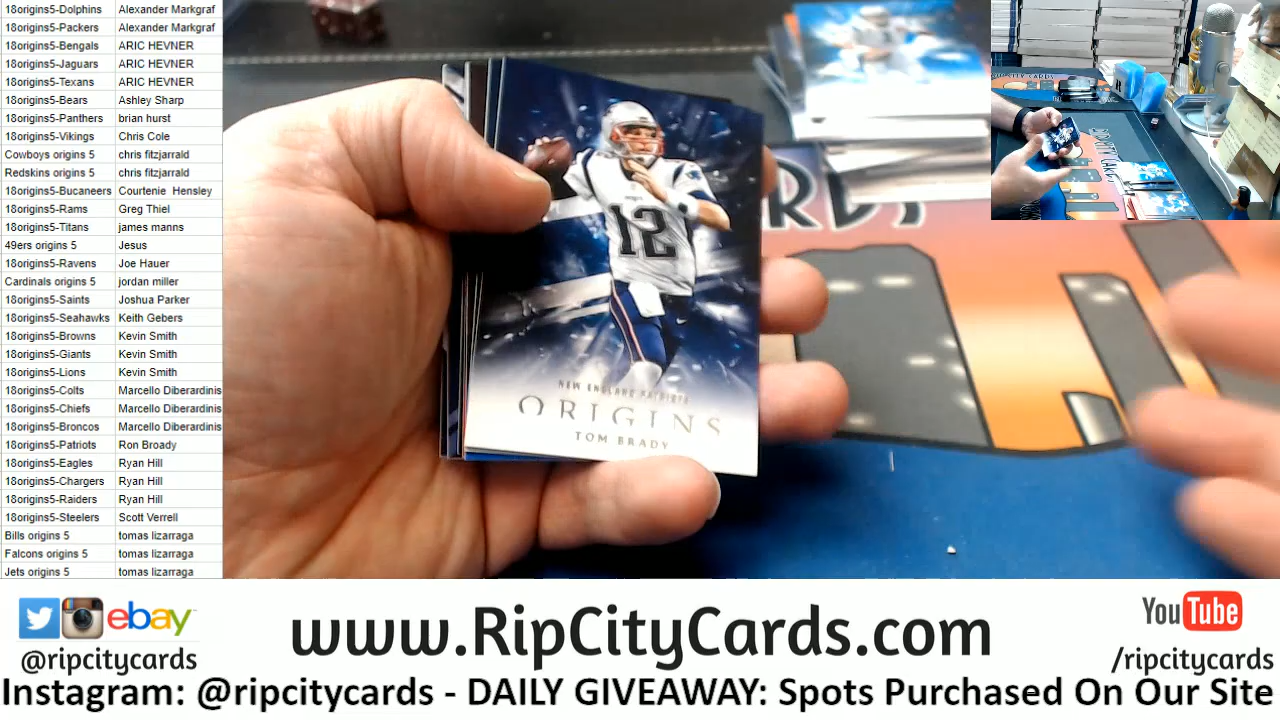 18origins5-Dolphins Alexander Markgraf
18origins5-Packers Alexander Markgraf
18origins5-Bengals ARIC HEVNER
18origins5-Jaguars ARIC HEVNER
18origins5-Texans ARIC HEVNER
18origins5-Bears Ashley Sharp
18origins5-Panthers brian hurst
18origins5-Vikings Chris Cole
Cowboys origins 5 chris fitzjarrald
Redskins origins 5 chris fitzjarrald
18origins5-Bucaneers Courtenie Hensley
18origins5-Rams Greg Thiel
18origins5-Titans james manns
49ers origins 5 Jesus
18origins5-Ravens Joe Hauer
Cardinals origins 5 jordan miller
18origins5-Saints Joshua Parker
18origins5-Seahawks Keith Gebers
18origins5-Browns Kevin Smith
18origins5-Giants Kevin Smith
18origins5-Lions Kevin Smith
18origins5-Colts Marcello Diberardinis
18origins5-Chiefs Marcello Diberardinis
18origins5-Broncos Marcello Diberardinis
18origins5-Patriots Ron Broady
18origins5-Eagles Ryan Hill
18origins5-Chargers Ryan Hill
18origins5-Raiders Ryan Hill
18origins5-Steelers Scott Verrell
Bills origins 5 tomas lizarraga
Falcons origins 5 tomas lizarraga
Jets origins 5 tomas lizarraga
12
NEW ENGLAND PATRIOTS
ORIGINS
TOM BRADY
ebay
@ripcitycards
www.RipCityCards.com
YouTube
/ripcitycards
Instagram: @ripcitycards - DAILY GIVEAWAY: Spots Purchased On Our Site